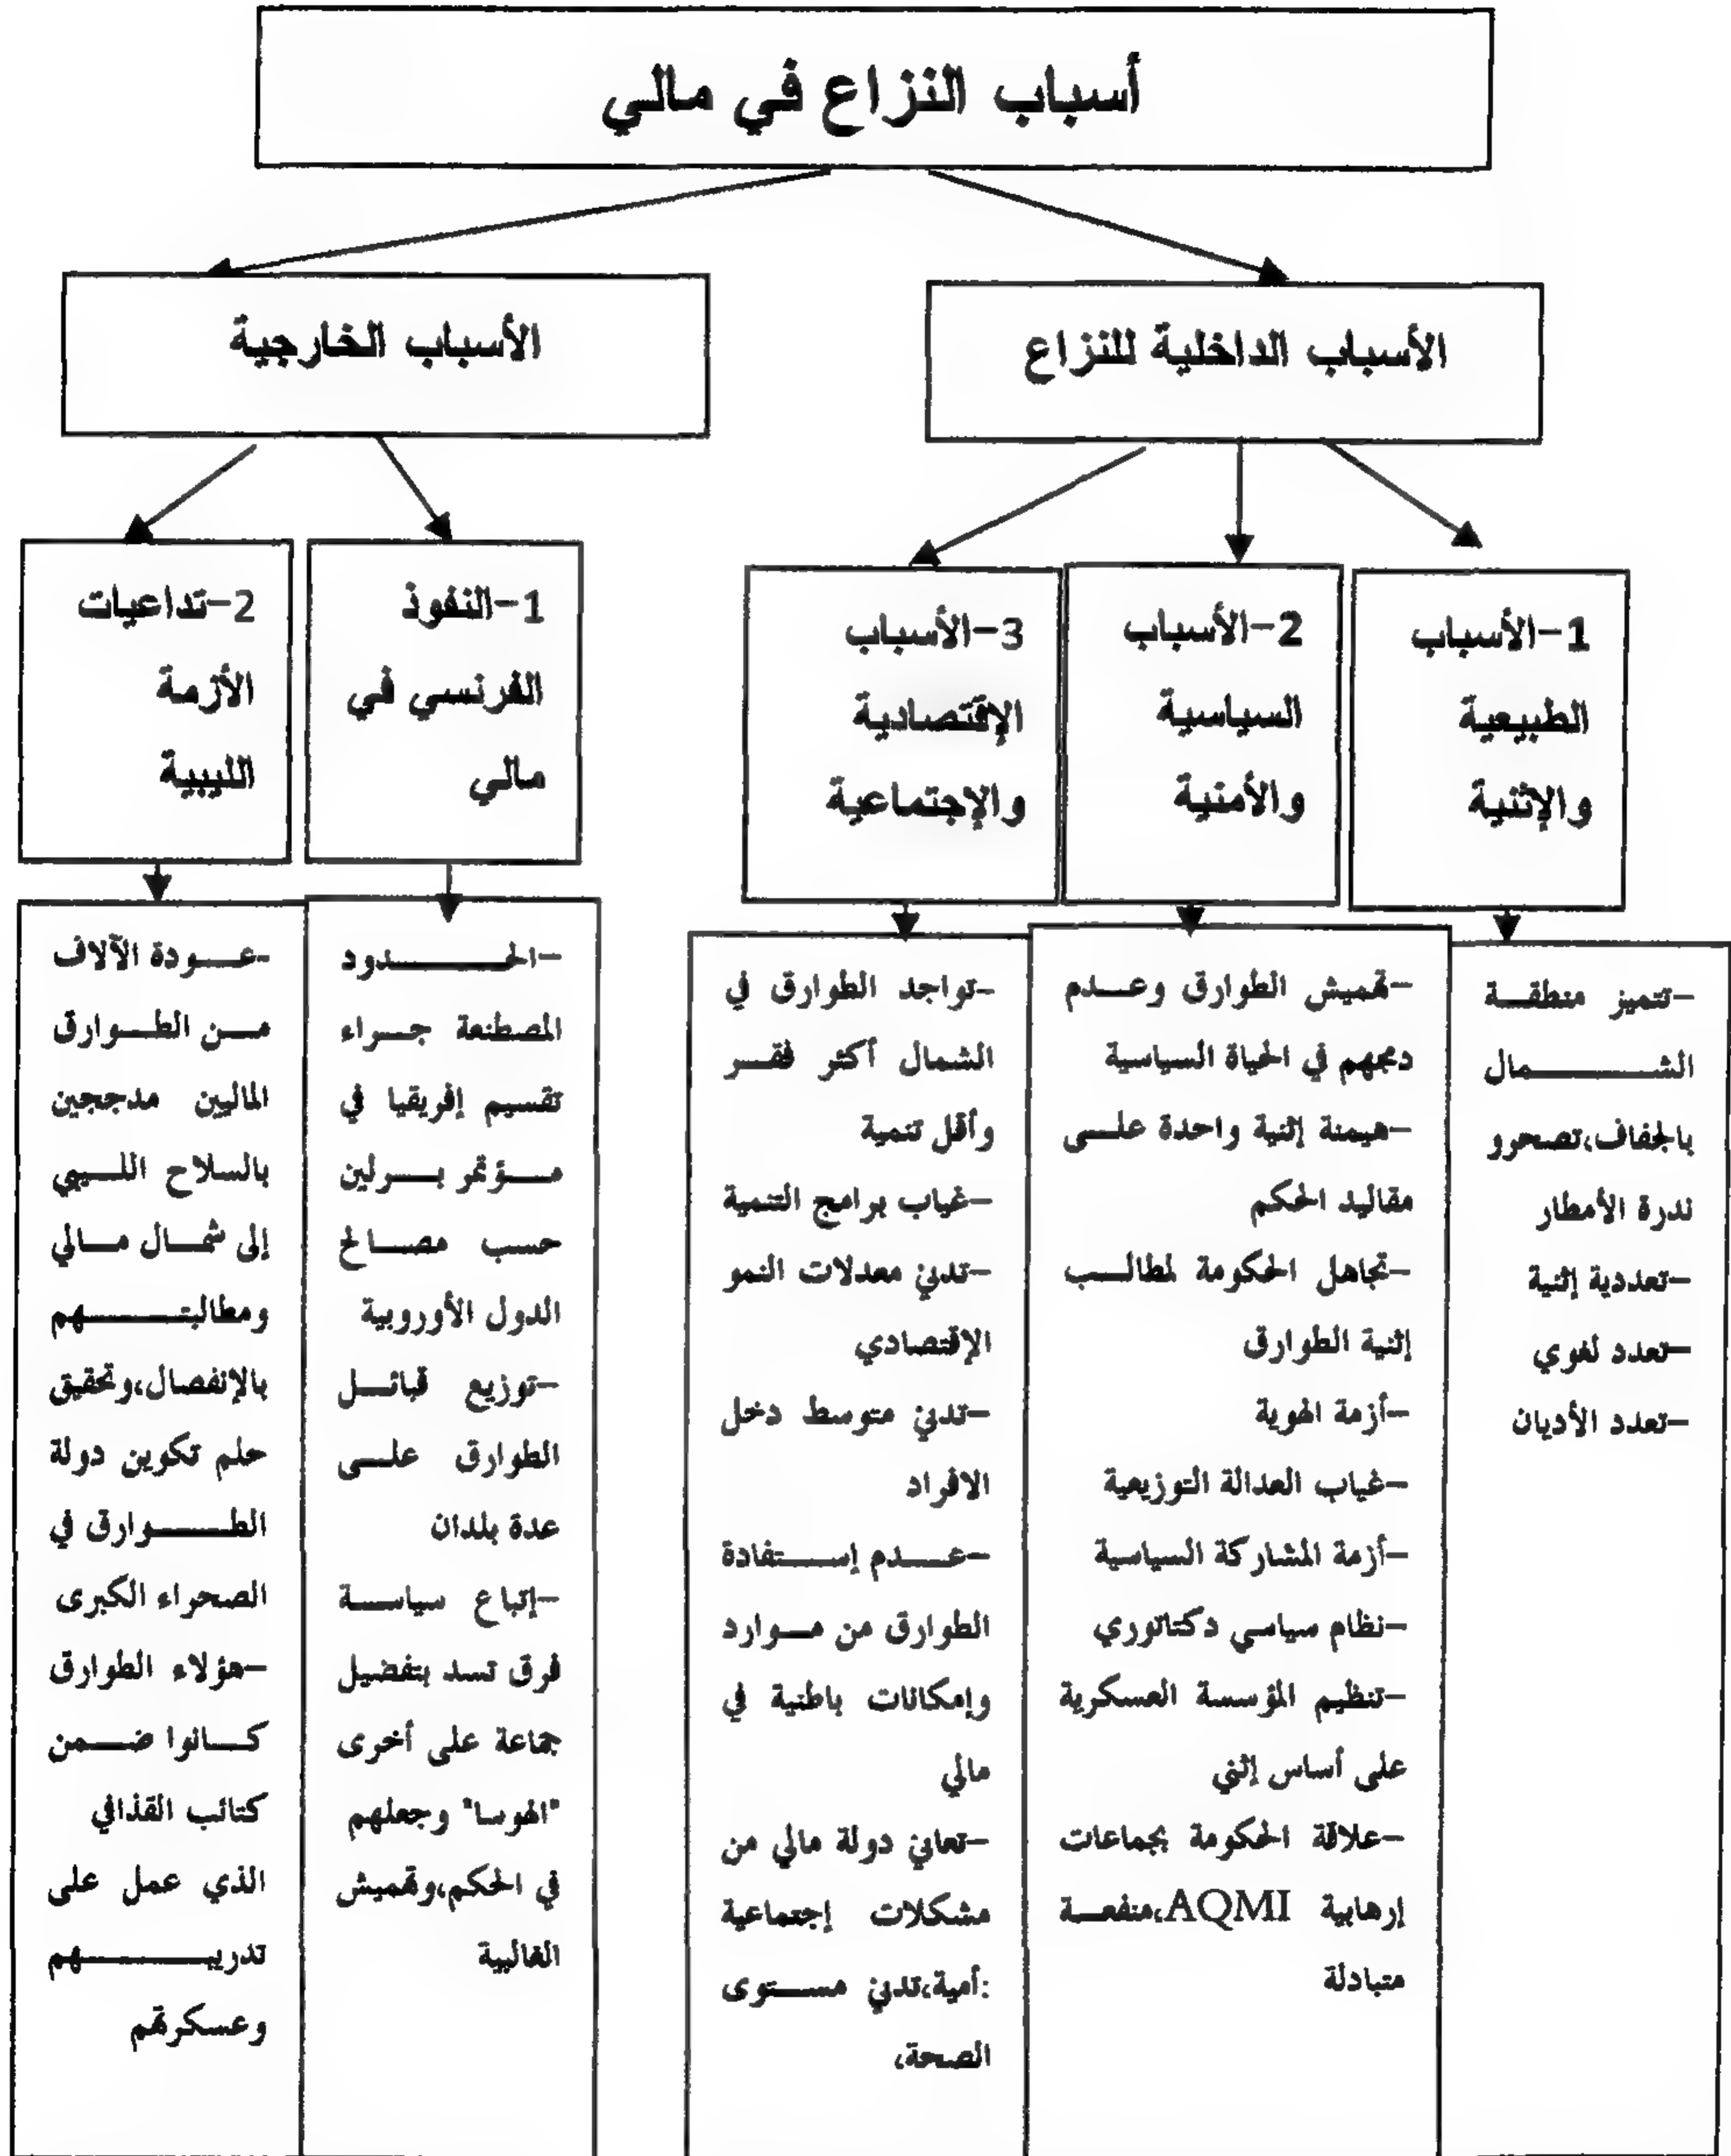 أسباب النزاع في مالي
الأسباب الداخلية للنزاع
الأسباب الخارجية
1-الأسباب
الطبيعية
والإثنية
2-الأسباب
السياسية
والأمنية
3-الأسباب
الإقتصادية
والإجتماعية
1-النفوذ
الفرنسي في
مالي
2-تداعيات
الأزمة
الليبية
-تتميز منطقة
الشمال
بالجفاف،تصحرو
ندرة الأمطار
-تعددية إثنية
-تعدد لغوي
-تعدد الأديان
-تهميش الطوارق وعدم
دمجهم في الحياة السياسية
-هيمنة إثنية واحدة على
مقاليد الحكم
-تجاهل الحكومة لمطالب
إثنية الطوارق
-أزمة الهوية
-غياب العدالة التوزيعية
-أزمة المشاركة السياسية
-نظام سياسي دكتاتوري
-تنظيم المؤسسة العسكرية
على أساس إثني
-علاقة الحكومة بجماعات
إرهابية AQMI،منفعة
متبادلة
-تواجد الطوارق في
الشمال أكثر فقر
وأقل تنمية
-غياب برامج التنمية
-تدني معدلات النمو
الإقتصادي
-تدني متوسط دخل
الافراد
-عدم إستفادة
الطوارق من موارد
وإمكانات باطنية في
مالي
-تعاني دولة مالي من
مشكلات إجتماعية
:أمية،تدني مستوى
الصحة،
-الحدود
المصطنعة جراء
تقسيم إفريقيا في
مؤتمر برلين
حسب مصالح
الدول الأوروبية
-توزيع قبائل
الطوارق على
عدة بلدان
-إتباع سياسة
فرق تسد بتفضيل
جماعة على أخرى
"الهوسا" وجعلهم
في الحكم،وتهميش
الغالبية
-عودة الآلاف
من الطوارق
الماليين مدججين
بالسلاح الليبي
إلى شمال مالي
ومطالبتهم
بالإنفصال،وتحقيق
حلم تكوين دولة
الطوارق في
الصحراء الكبرى
-هؤلاء الطوارق
كانوا ضمن
كتائب القذافي
الذي عمل على
تدريبهم
وعسكرتهم